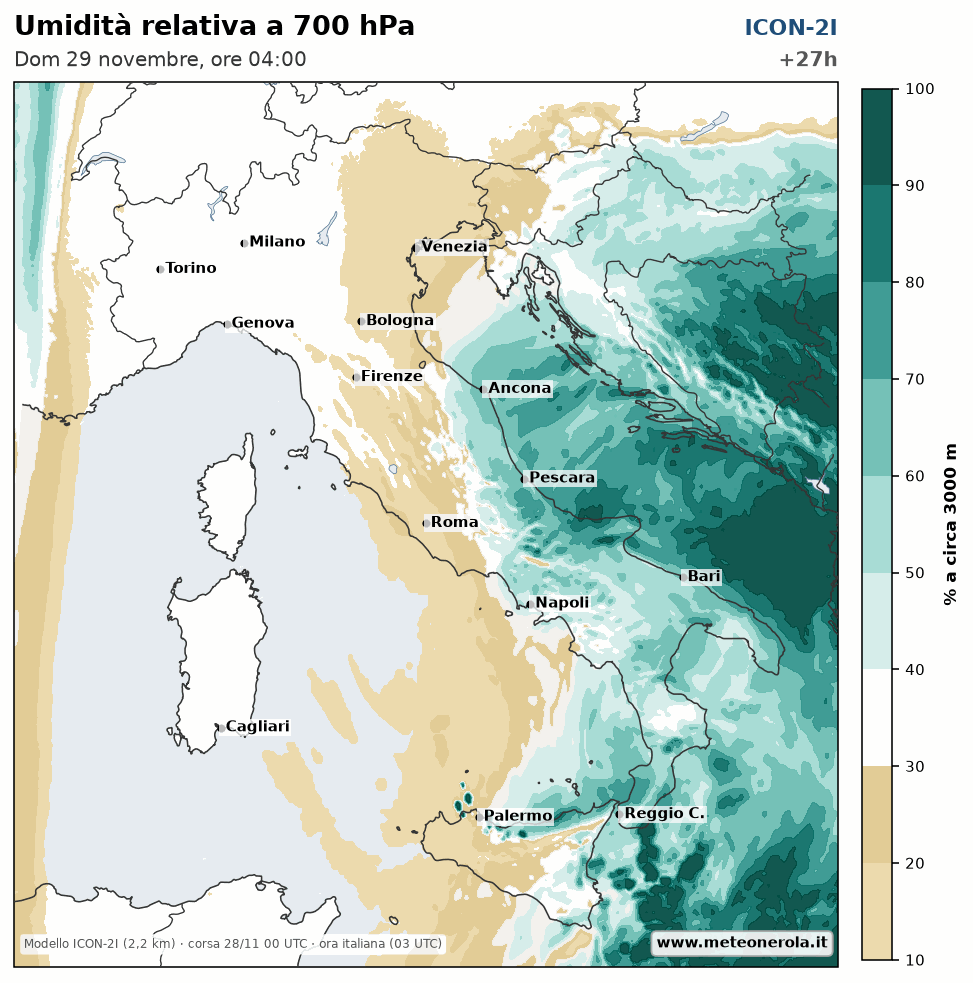 Umidità relativa a 700 hPa
ICON-2I
Dom 29 novembre, ore 04:00
+27h
100
90
80
70
60
50
40
30
20
10
% a circa 3000 m
Milano
Venezia
Torino
Bologna
Genova
Firenze
Ancona
Pescara
Roma
Bari
Napoli
Cagliari
Palermo
Reggio C.
Modello ICON-2I (2,2 km) · corsa 28/11 00 UTC · ora italiana (03 UTC)
www.meteonerola.it